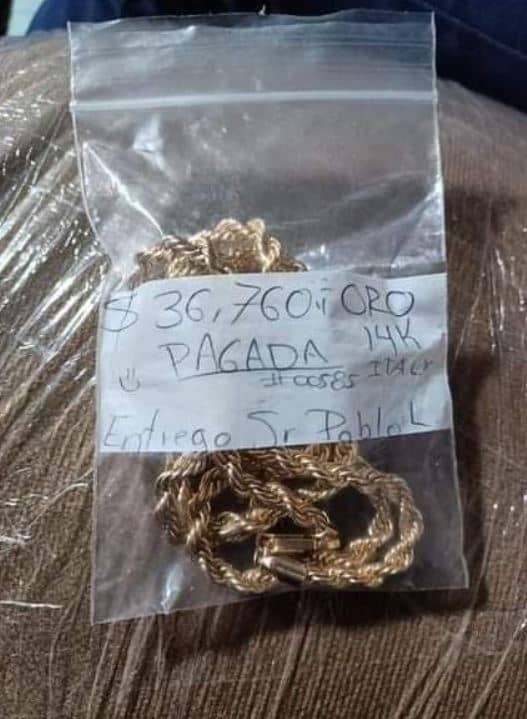 $ 36,760.00 ORO
PAGADA 14K
#00585 ITALY
Entrego Sr Pablo L